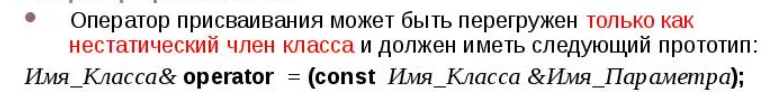 • Оператор присваивания может быть перегружен только как
нестатический член класса и должен иметь следующий прототип:
Имя_Класса& operator = (const Имя_Класса &Имя_Параметра);